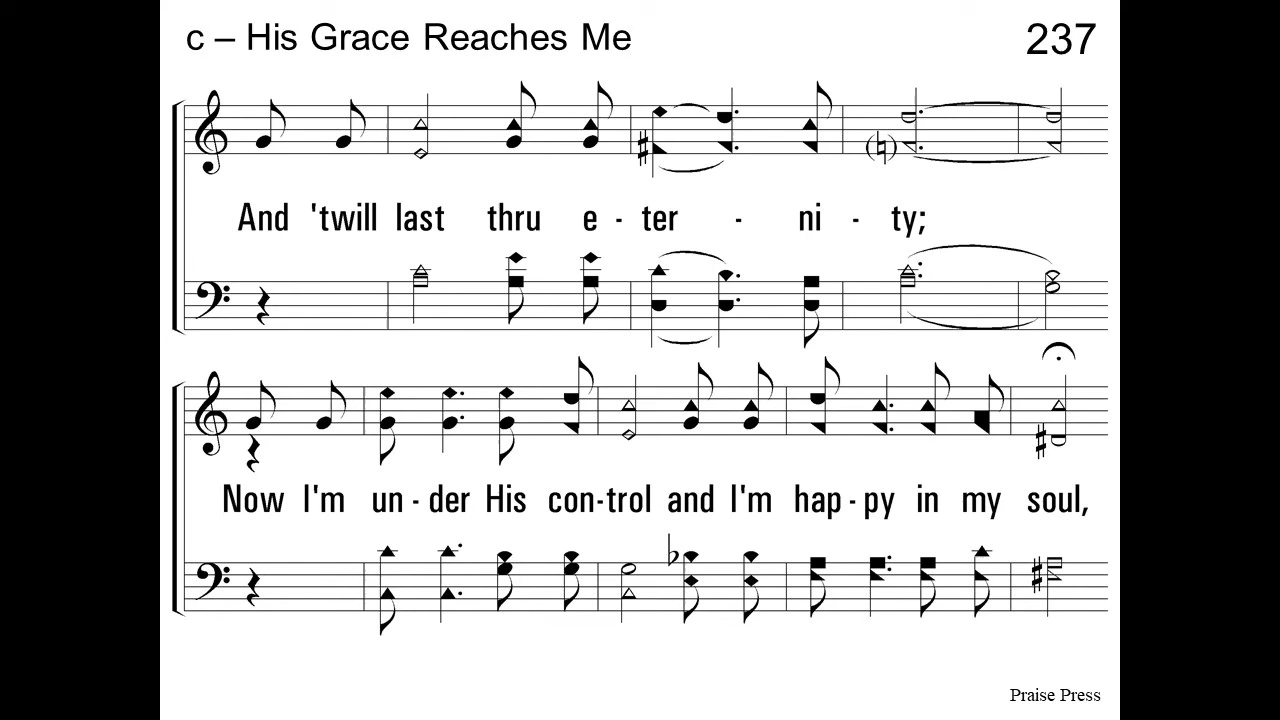 c – His Grace Reaches Me 237
And 'twill last thru e - ter - ni - ty;
Now I'm un - der His con - trol and I'm hap - py in my soul,
Praise Press